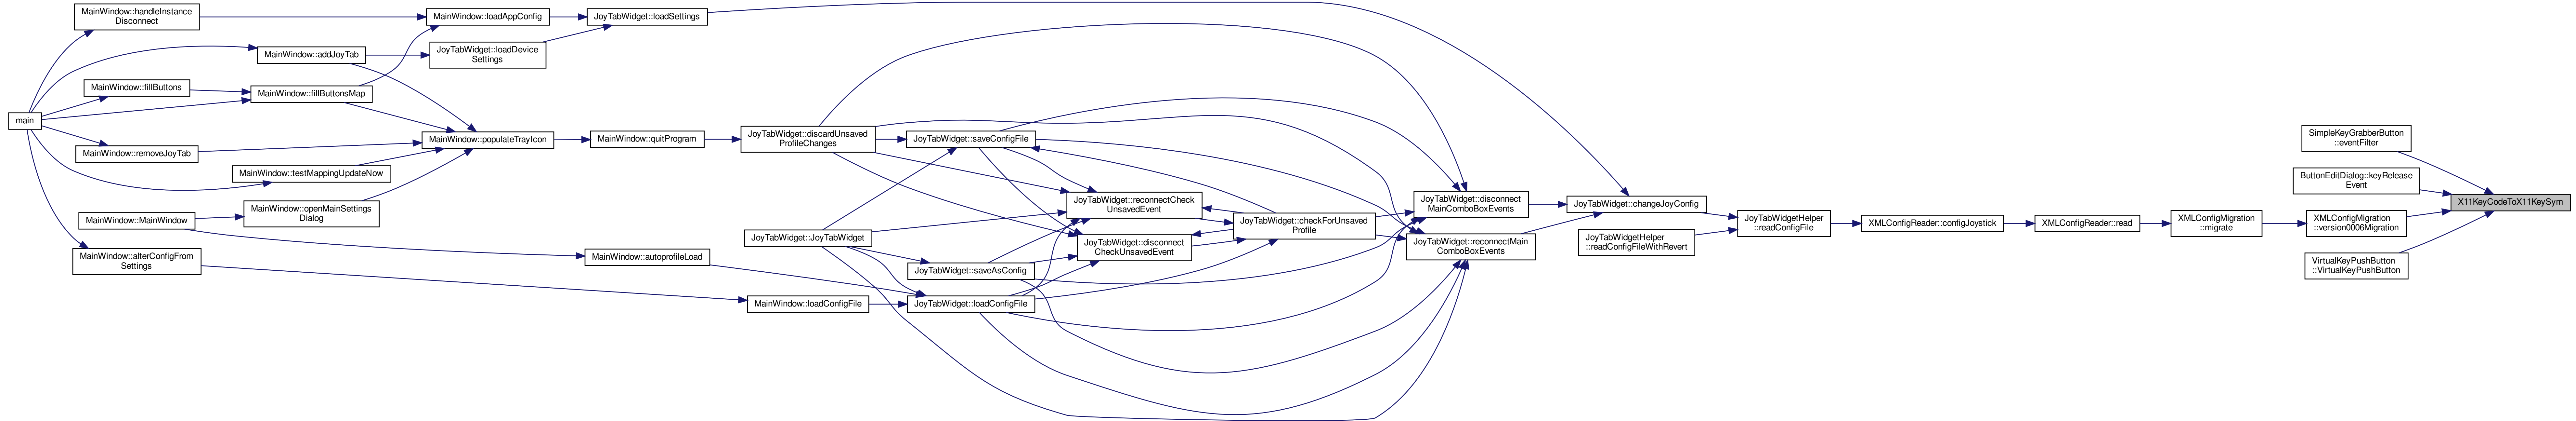 MainWindow::handleInstance
Disconnect
MainWindow::loadAppConfig
JoyTabWidget::loadSettings
MainWindow::addJoyTab
JoyTabWidget::loadDevice
Settings
MainWindow::fillButtons
MainWindow::fillButtonsMap
main
MainWindow::populateTrayIcon
MainWindow::quitProgram
JoyTabWidget::discardUnsaved
ProfileChanges
JoyTabWidget::saveConfigFile
MainWindow::removeJoyTab
MainWindow::testMappingUpdateNow
MainWindow::openMainSettings
Dialog
MainWindow::MainWindow
MainWindow::alterConfigFrom
Settings
MainWindow::autoprofileLoad
MainWindow::loadConfigFile
JoyTabWidget::JoyTabWidget
JoyTabWidget::saveAsConfig
JoyTabWidget::loadConfigFile
JoyTabWidget::reconnectCheck
UnsavedEvent
JoyTabWidget::disconnect
CheckUnsavedEvent
JoyTabWidget::checkForUnsaved
Profile
JoyTabWidget::disconnect
MainComboBoxEvents
JoyTabWidget::reconnectMain
ComboBoxEvents
JoyTabWidget::changeJoyConfig
JoyTabWidgetHelper
::readConfigFileWithRevert
JoyTabWidgetHelper
::readConfigFile
XMLConfigReader::configJoystick
XMLConfigReader::read
XMLConfigMigration
::migrate
XMLConfigMigration
::version0006Migration
SimpleKeyGrabberButton
::eventFilter
ButtonEditDialog::keyRelease
Event
VirtualKeyPushButton
::VirtualKeyPushButton
X11KeyCodeToX11KeySym